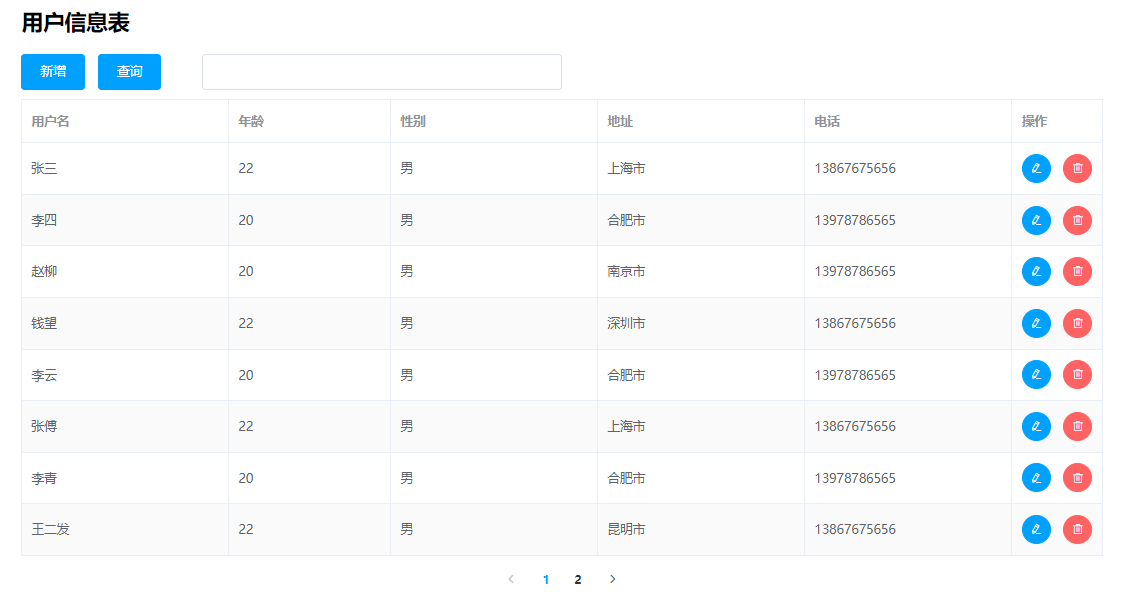 用户信息表
新增 查询
用户名 年龄 性别 地址 电话 操作
张三 22 男 上海市 13867675656
李四 20 男 合肥市 13978786565
赵柳 20 男 南京市 13978786565
钱望 22 男 深圳市 13867675656
李云 20 男 合肥市 13978786565
张傅 22 男 上海市 13867675656
李青 20 男 合肥市 13978786565
王二发 22 男 昆明市 13867675656
1 2